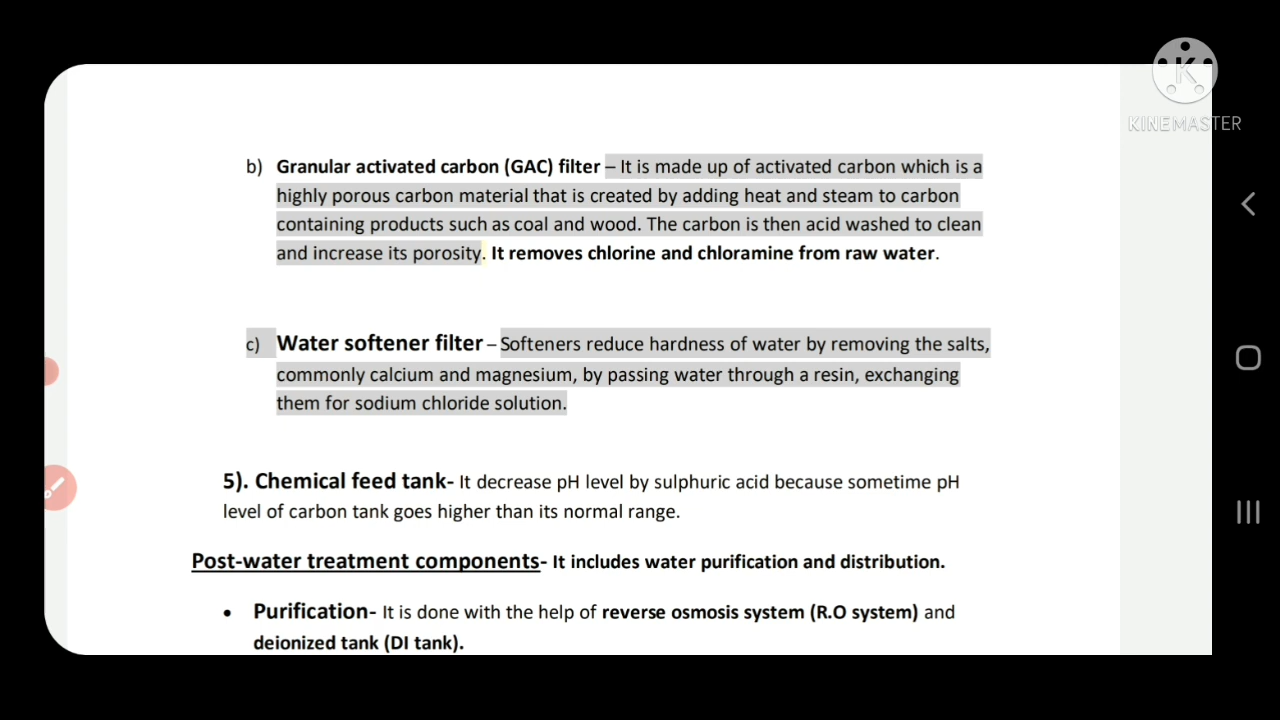 K
KINEMASTER
b) Granular activated carbon (GAC) filter – It is made up of activated carbon which is a
highly porous carbon material that is created by adding heat and steam to carbon
containing products such as coal and wood. The carbon is then acid washed to clean
and increase its porosity. It removes chlorine and chloramine from raw water.
c) Water softener filter – Softeners reduce hardness of water by removing the salts,
commonly calcium and magnesium, by passing water through a resin, exchanging
them for sodium chloride solution.
5). Chemical feed tank- It decrease pH level by sulphuric acid because sometime pH
level of carbon tank goes higher than its normal range.
Post-water treatment components- It includes water purification and distribution.
• Purification- It is done with the help of reverse osmosis system (R.O system) and
deionized tank (DI tank).